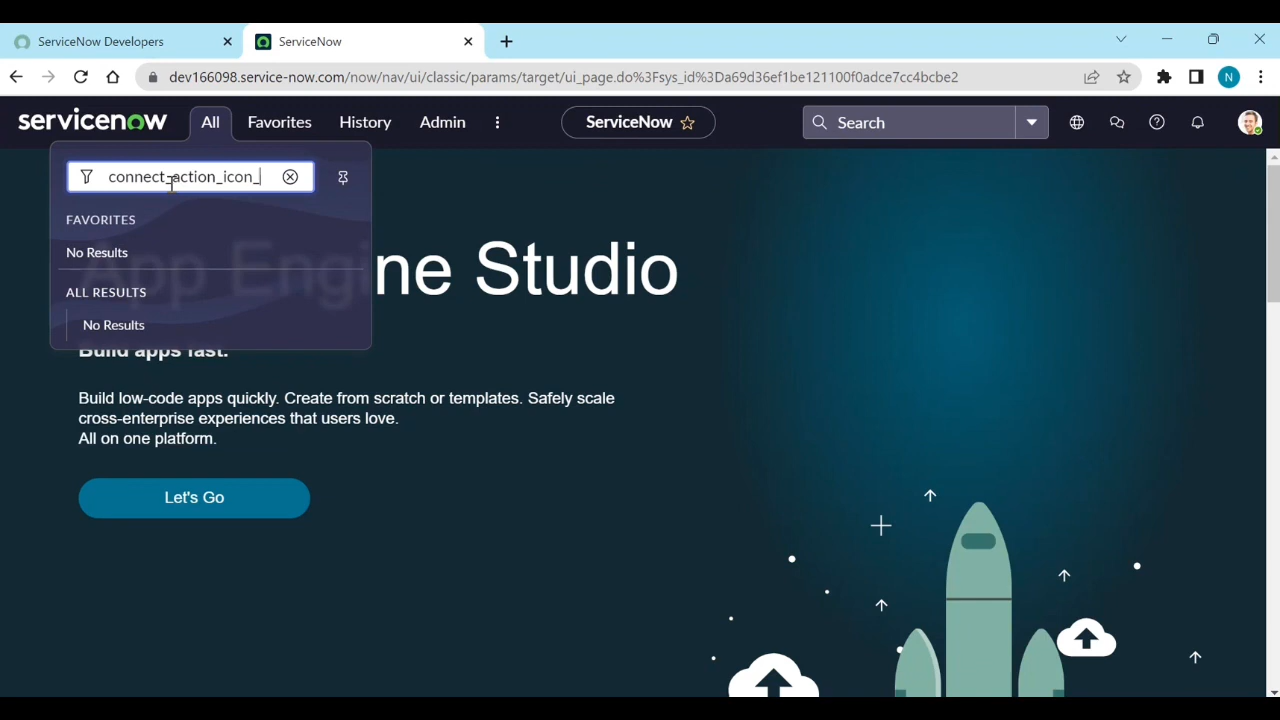 ServiceNow Developers
ServiceNow
dev166098.service-now.com/now/nav/ui/classic/params/target/ui_page.do%3Fsys_id%3Da69d36ef1be121100f0adce7cc4bcbe2
N
servicenow
All
Favorites
History
Admin
ServiceNow
Search
connect_action_icon_
FAVORITES
No Results
ALL RESULTS
No Results
App Engine Studio
Build apps fast.
Build low-code apps quickly. Create from scratch or templates. Safely scale
cross-enterprise experiences that users love.
All on one platform.
Let's Go